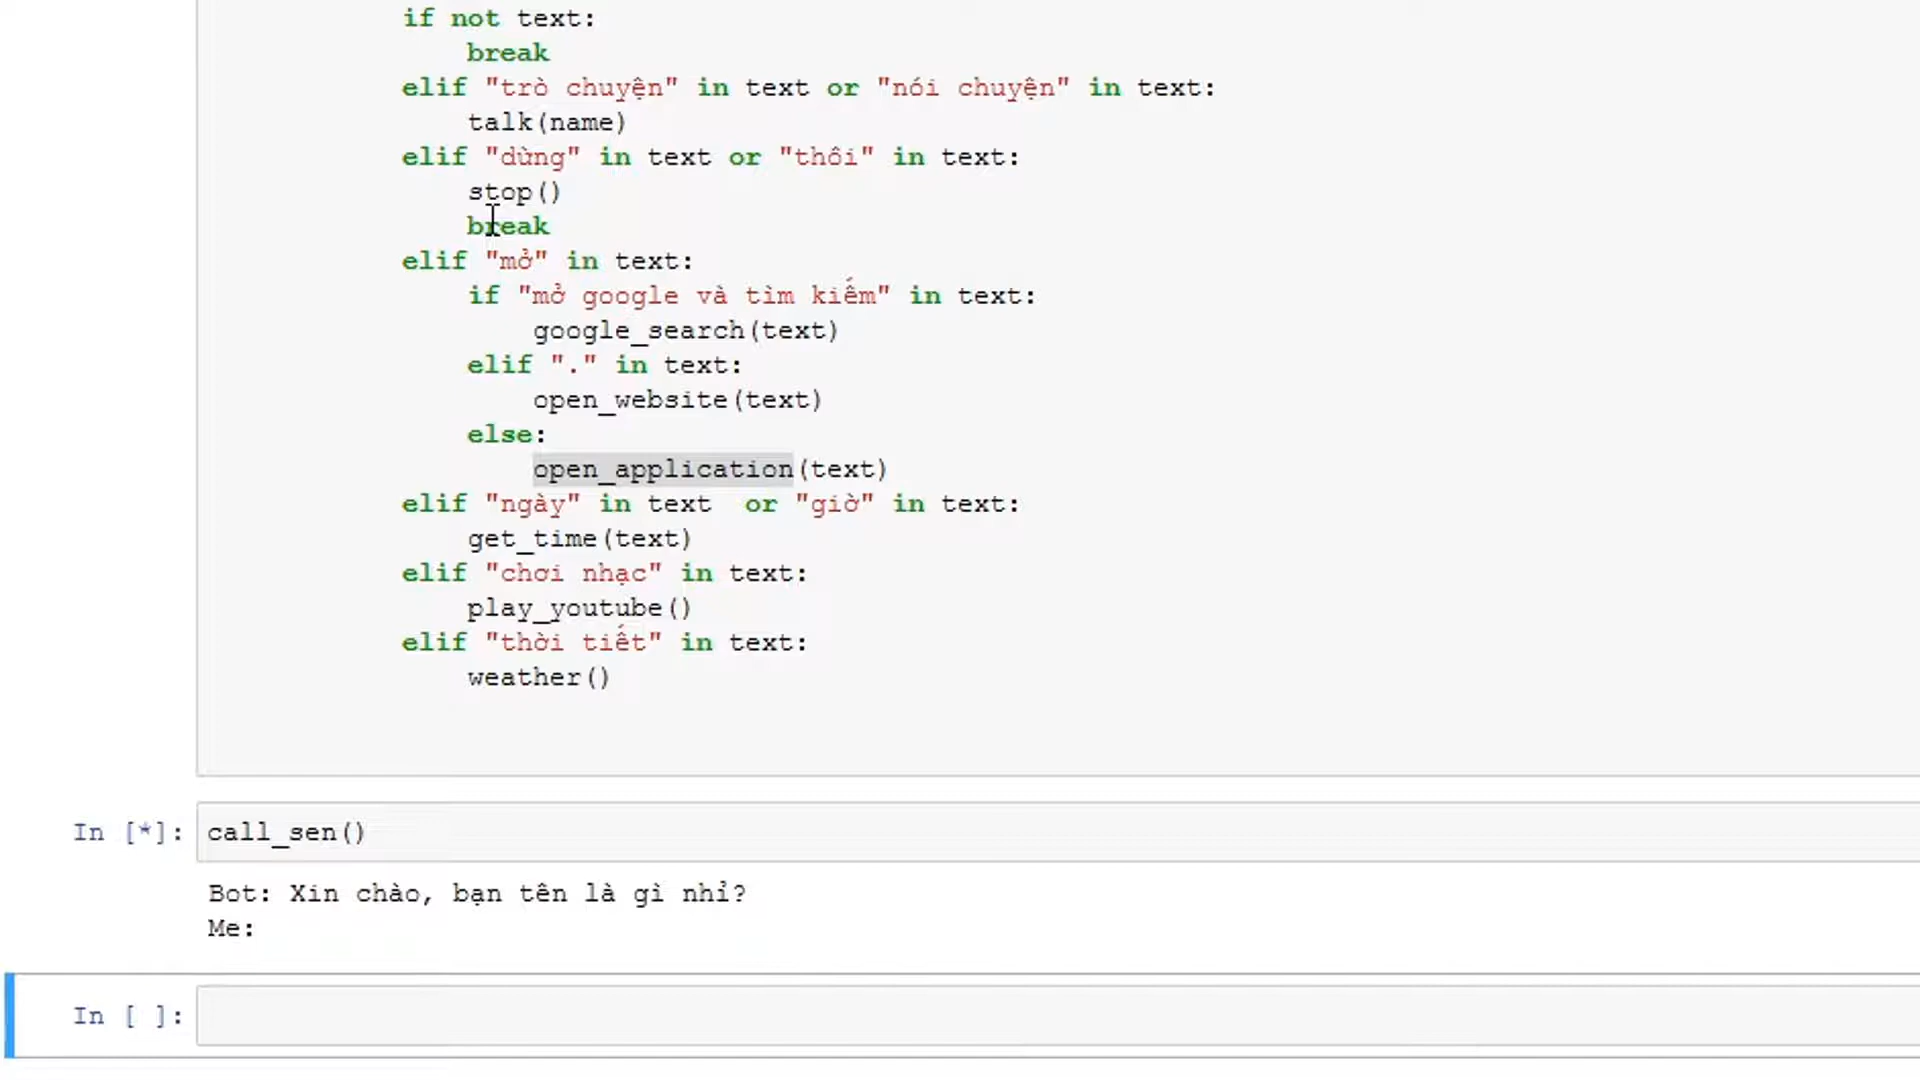 if not text:
break
elif "trò chuyện" in text or "nói chuyện" in text:
talk(name)
elif "dừng" in text or "thôi" in text:
stop()
break
elif "mở" in text:
if "mở google và tìm kiếm" in text:
google_search(text)
elif "." in text:
open_website(text)
else:
open_application(text)
elif "ngày" in text  or "giờ" in text:
get_time(text)
elif "chơi nhạc" in text:
play_youtube()
elif "thời tiết" in text:
weather()
In [*]: call_sen()
Bot: Xin chào, bạn tên là gì nhỉ?
Me:
In [ ]: